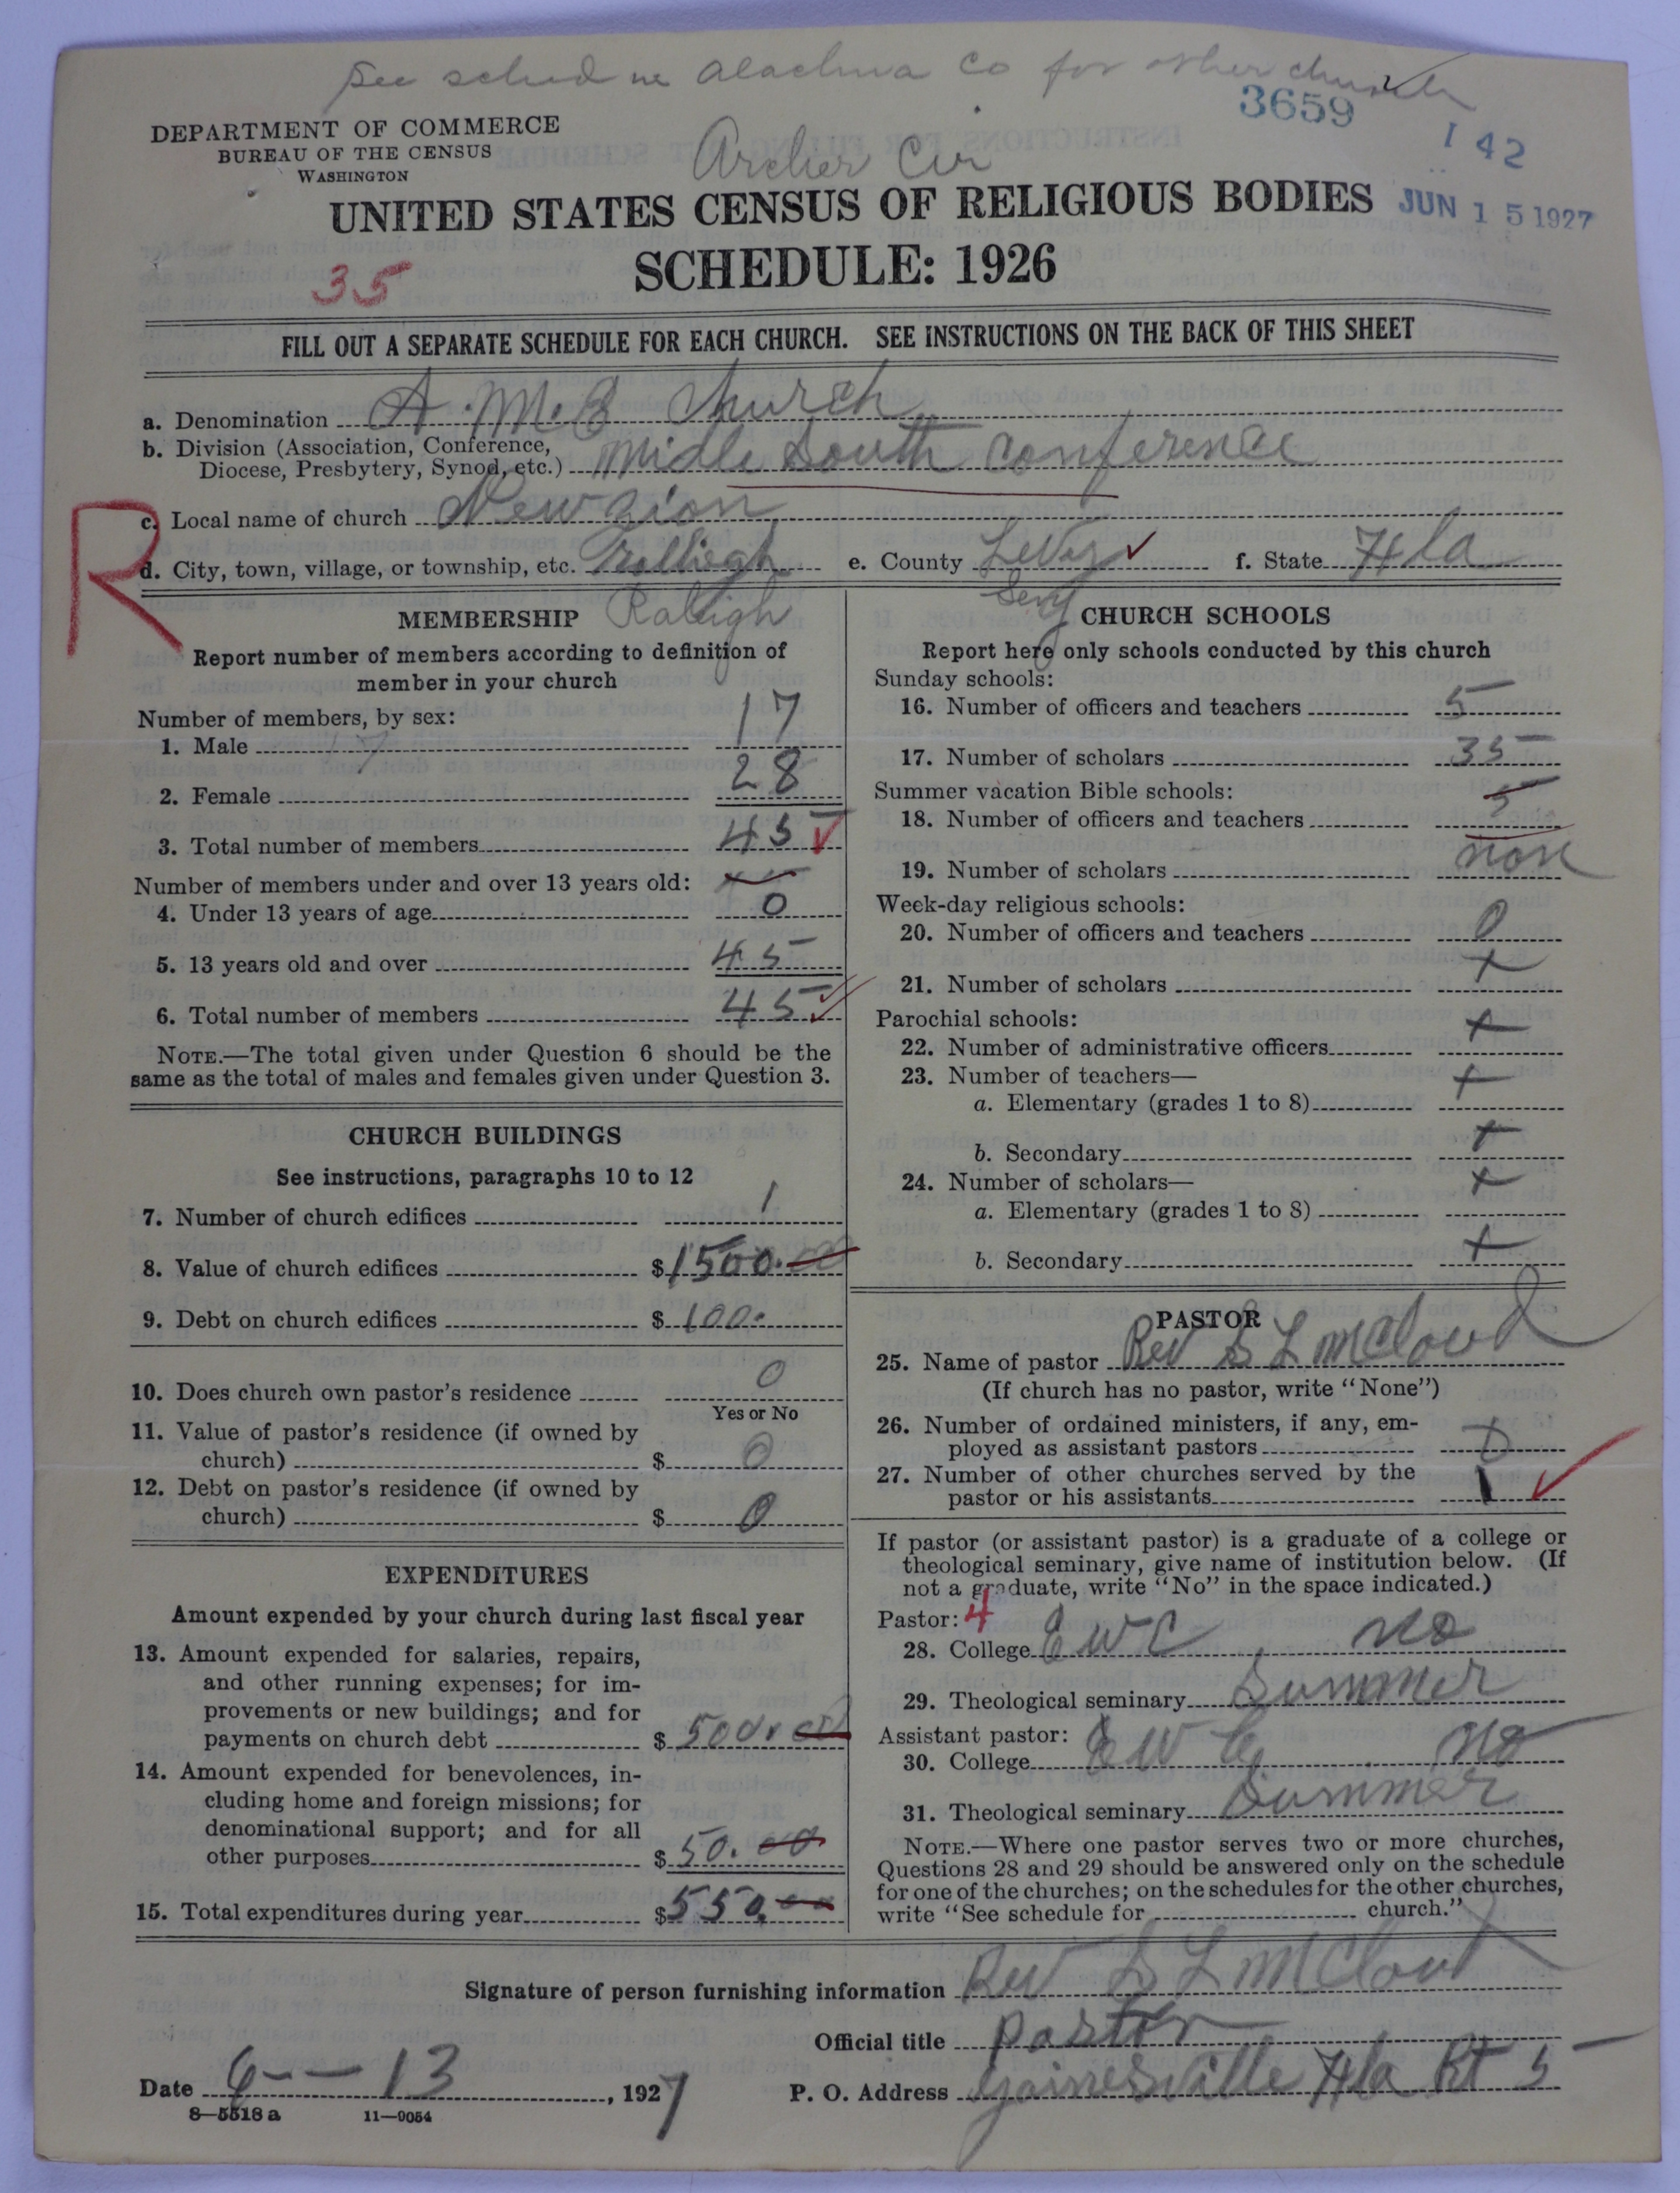 See sched in Alachua Co for other church
3659
I 42
DEPARTMENT OF COMMERCE
BUREAU OF THE CENSUS
WASHINGTON
Archer Cir
UNITED STATES CENSUS OF RELIGIOUS BODIES
JUN 15 1927
SCHEDULE: 1926
35
FILL OUT A SEPARATE SCHEDULE FOR EACH CHURCH. SEE INSTRUCTIONS ON THE BACK OF THIS SHEET
a. Denomination A.M.E Church
b. Division (Association, Conference,
Diocese, Presbytery, Synod, etc.) Midle South conference
R
c. Local name of church New zion
d. City, town, village, or township, etc. Rolliegh e. County LeVy f. State Fla
Raleigh Levy
MEMBERSHIP
Report number of members according to definition of
member in your church
Number of members, by sex:
1. Male 17 17
2. Female 28
3. Total number of members 45
Number of members under and over 13 years old:
4. Under 13 years of age 0
5. 13 years old and over 45
6. Total number of members 45
NOTE.—The total given under Question 6 should be the
same as the total of males and females given under Question 3.
CHURCH BUILDINGS
See instructions, paragraphs 10 to 12
7. Number of church edifices 1
8. Value of church edifices $1500.00
9. Debt on church edifices $100.
10. Does church own pastor's residence 0
Yes or No
11. Value of pastor's residence (if owned by
church) $ 0
12. Debt on pastor's residence (if owned by
church) $ 0
EXPENDITURES
Amount expended by your church during last fiscal year
13. Amount expended for salaries, repairs,
and other running expenses; for im-
provements or new buildings; and for
payments on church debt $ 500.00
14. Amount expended for benevolences, in-
cluding home and foreign missions; for
denominational support; and for all
other purposes $ 50.00
15. Total expenditures during year $550.00
CHURCH SCHOOLS
Report here only schools conducted by this church
Sunday schools:
16. Number of officers and teachers 5
17. Number of scholars 35
Summer vacation Bible schools:
18. Number of officers and teachers 5
19. Number of scholars non
Week-day religious schools:
20. Number of officers and teachers 0
21. Number of scholars +
Parochial schools:
22. Number of administrative officers +
23. Number of teachers—
a. Elementary (grades 1 to 8) +
b. Secondary +
24. Number of scholars—
a. Elementary (grades 1 to 8) +
b. Secondary +
PASTOR
25. Name of pastor Rev S L McCloud
(If church has no pastor, write "None")
26. Number of ordained ministers, if any, em-
ployed as assistant pastors 0
27. Number of other churches served by the
pastor or his assistants 1
If pastor (or assistant pastor) is a graduate of a college or
theological seminary, give name of institution below. (If
not a graduate, write "No" in the space indicated.)
Pastor: 4
28. College E W C no
29. Theological seminary Summer
Assistant pastor:
30. College E W C no
31. Theological seminary Summer
NOTE.—Where one pastor serves two or more churches,
Questions 28 and 29 should be answered only on the schedule
for one of the churches; on the schedules for the other churches,
write "See schedule for church."
Signature of person furnishing information Rev S L McCloud
Official title pastor
Date 6--13, 1927 P. O. Address Gainesville Fla Rt 5
8—5518 a 11—9054